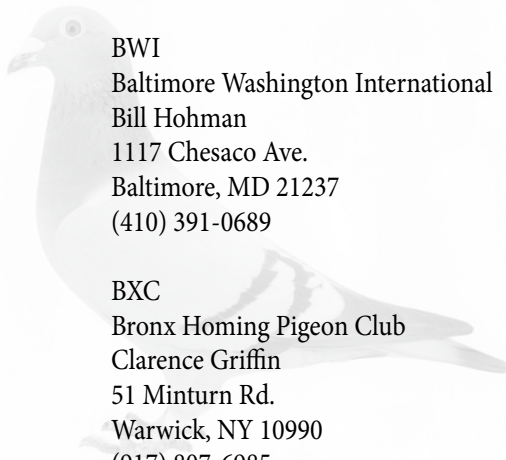 BWI
Baltimore Washington International
Bill Hohman
1117 Chesaco Ave.
Baltimore, MD 21237
(410) 391-0689
BXC
Bronx Homing Pigeon Club
Clarence Griffin
51 Minturn Rd.
Warwick, NY 10990